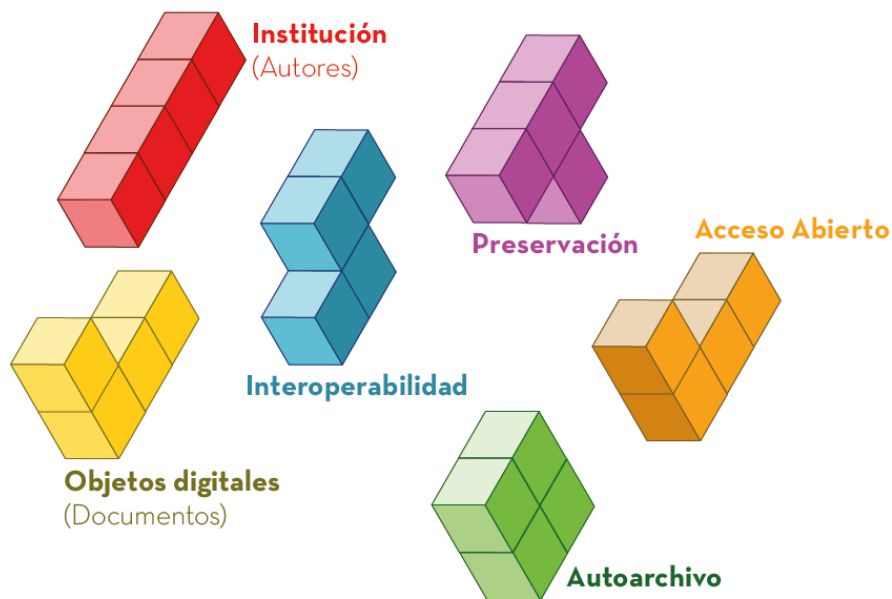 Institución
(Autores)
Preservación
Acceso Abierto
Interoperabilidad
Objetos digitales
(Documentos)
Autoarchivo